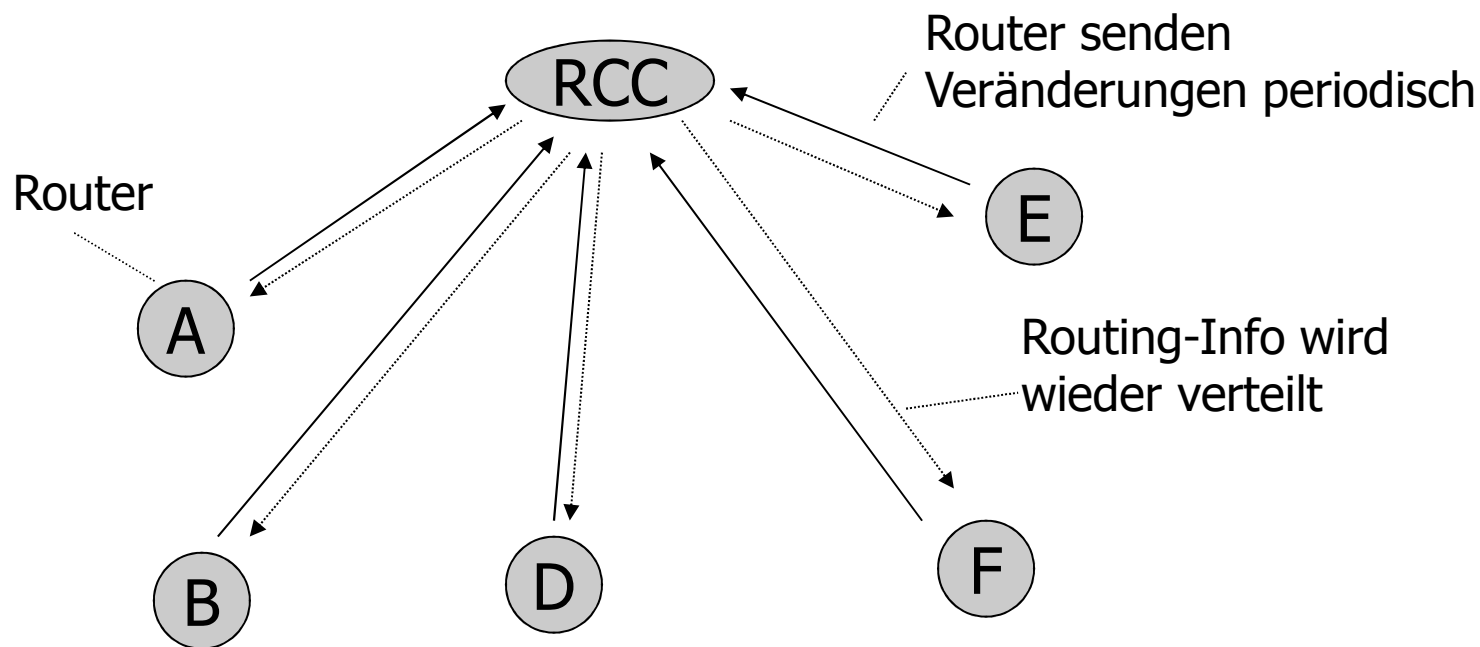 Router senden
Veränderungen periodisch
RCC
Router
E
A
Routing-Info wird
wieder verteilt
B
D
F